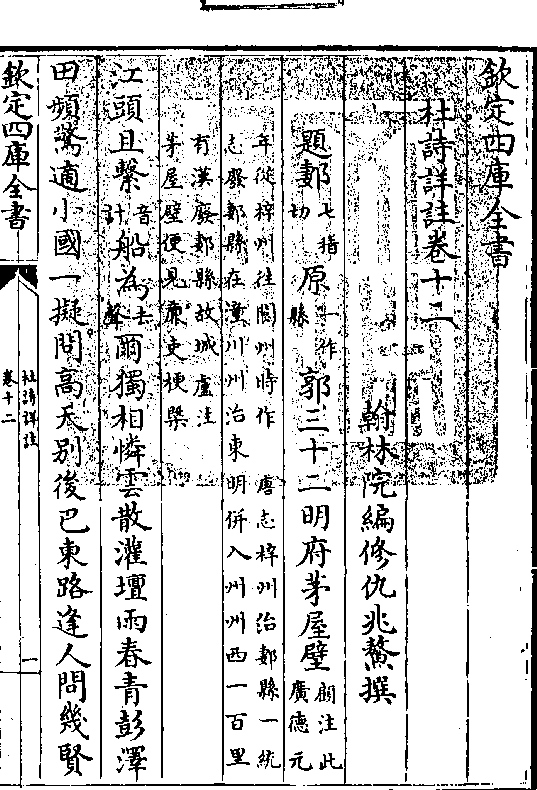 欽定四庫全書
杜詩詳註卷十二
翰林院編修仇兆鰲撰
題郪七指切原一作縣郭三十二明府茅屋壁顧注此廣德元
年從梓州往閬州時作 唐志梓州治郪縣一統
志廢郪縣在潼川州治東明併入州州西一百里
有漢廢郪縣故城盧注
茅屋壁便見廉吏梗槩
江頭且繫音計船為去聲爾獨相憐雲散灌壇雨春青彭澤
田頻驚適小國一擬問高天別後巴東路逢人問幾賢
欽定四庫全書
杜詩詳註
卷十二
一